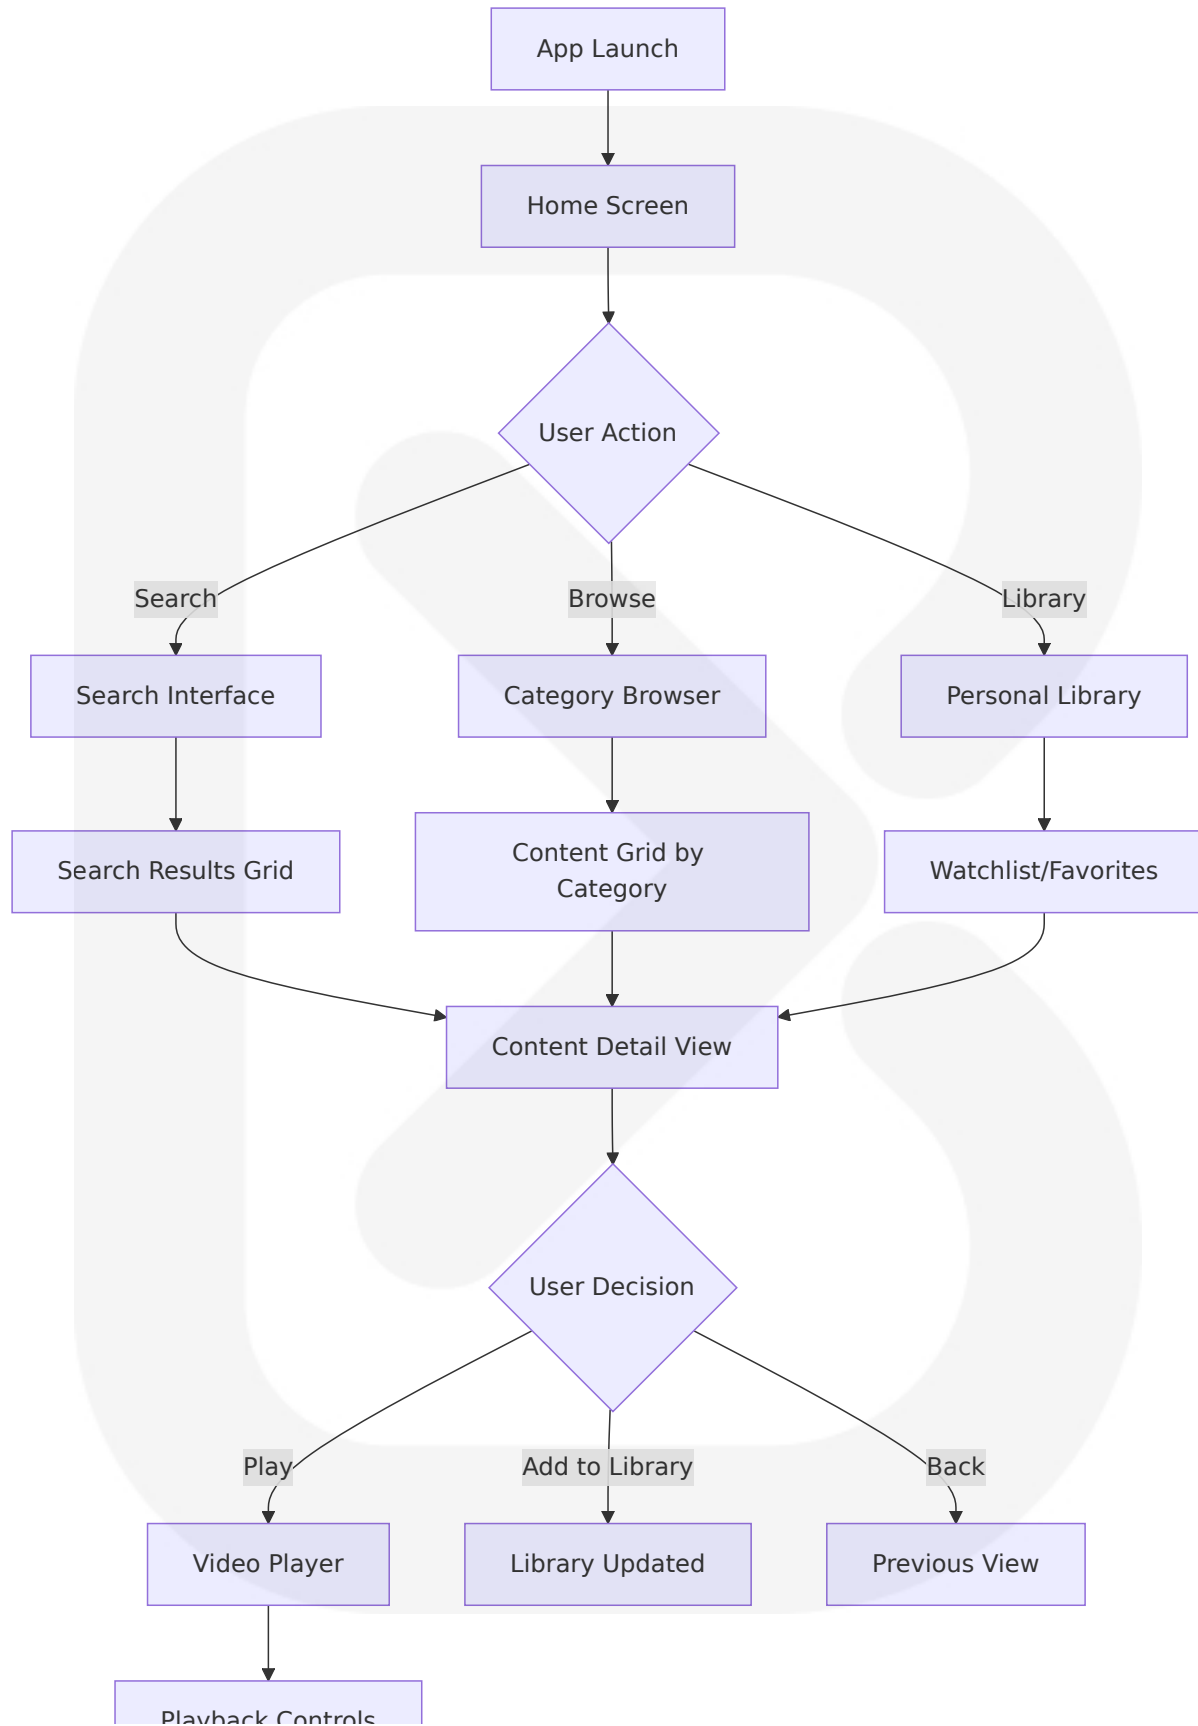 App Launch
Home Screen
User Action
Search
Browse
Library
Search Interface
Category Browser
Personal Library
Search Results Grid
Content Grid by
Category
Watchlist/Favorites
Content Detail View
User Decision
Play
Add to Library
Back
Video Player
Library Updated
Previous View
Playback Controls